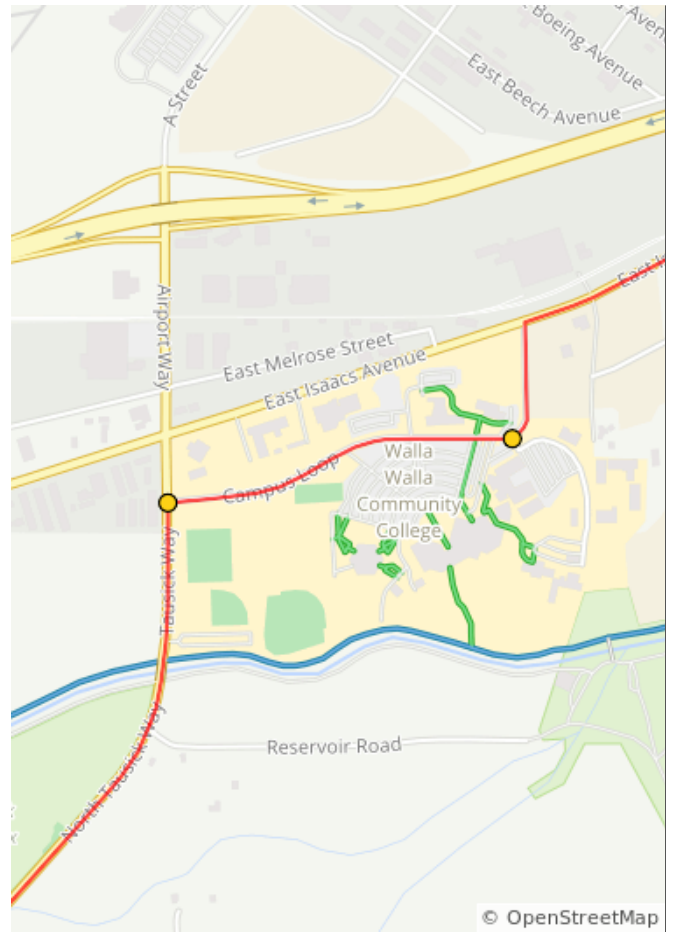 A Street
Boeing Avenue
East Beech Avenue
Airport Way
East Melrose Street
East Isaacs Avenue
Campus Loop
Walla
Walla
Community
College
Tausick Way
North Tausick Way
Reservoir Road
© OpenStreetMap